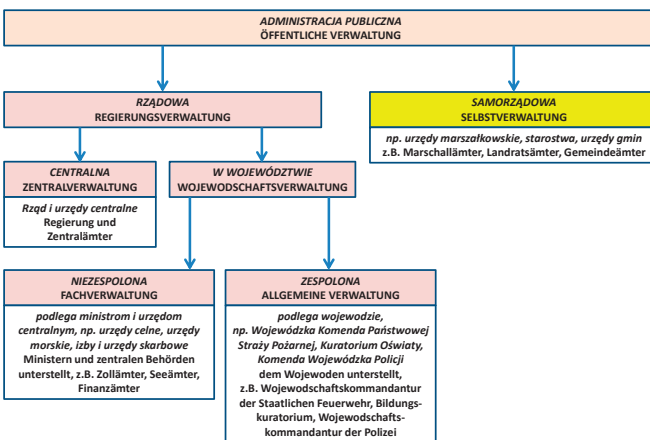 ADMINISTRACJA PUBLICZNA
ÖFFENTLICHE VERWALTUNG
RZĄDOWA
REGIERUNGSVERWALTUNG
SAMORZĄDOWA
SELBSTVERWALTUNG
np. urzędy marszałkowskie, starostwa, urzędy gmin
z.B. Marschallämter, Landratsämter, Gemeindeämter
CENTRALNA
ZENTRALVERWALTUNG
Rząd i urzędy centralne
Regierung und
Zentralämter
W WOJEWÓDZTWIE
WOJEWODSCHAFTSVERWALTUNG
NIEZESPOLONA
FACHVERWALTUNG
podlega ministrom i urzędom
centralnym, np. urzędy celne, urzędy
morskie, izby i urzędy skarbowe
Ministern und zentralen Behörden
unterstellt, z.B. Zollämter, Seeämter,
Finanzämter
ZESPOLONA
ALLGEMEINE VERWALTUNG
podlega wojewodzie,
np. Wojewódzka Komenda Państwowej
Straży Pożarnej, Kuratorium Oświaty,
Komenda Wojewódzka Policji
dem Wojewoden unterstellt,
z.B. Wojewodschaftskommandantur
der Staatlichen Feuerwehr, Bildungs-
kuratorium, Wojewodschafts-
kommandantur der Polizei